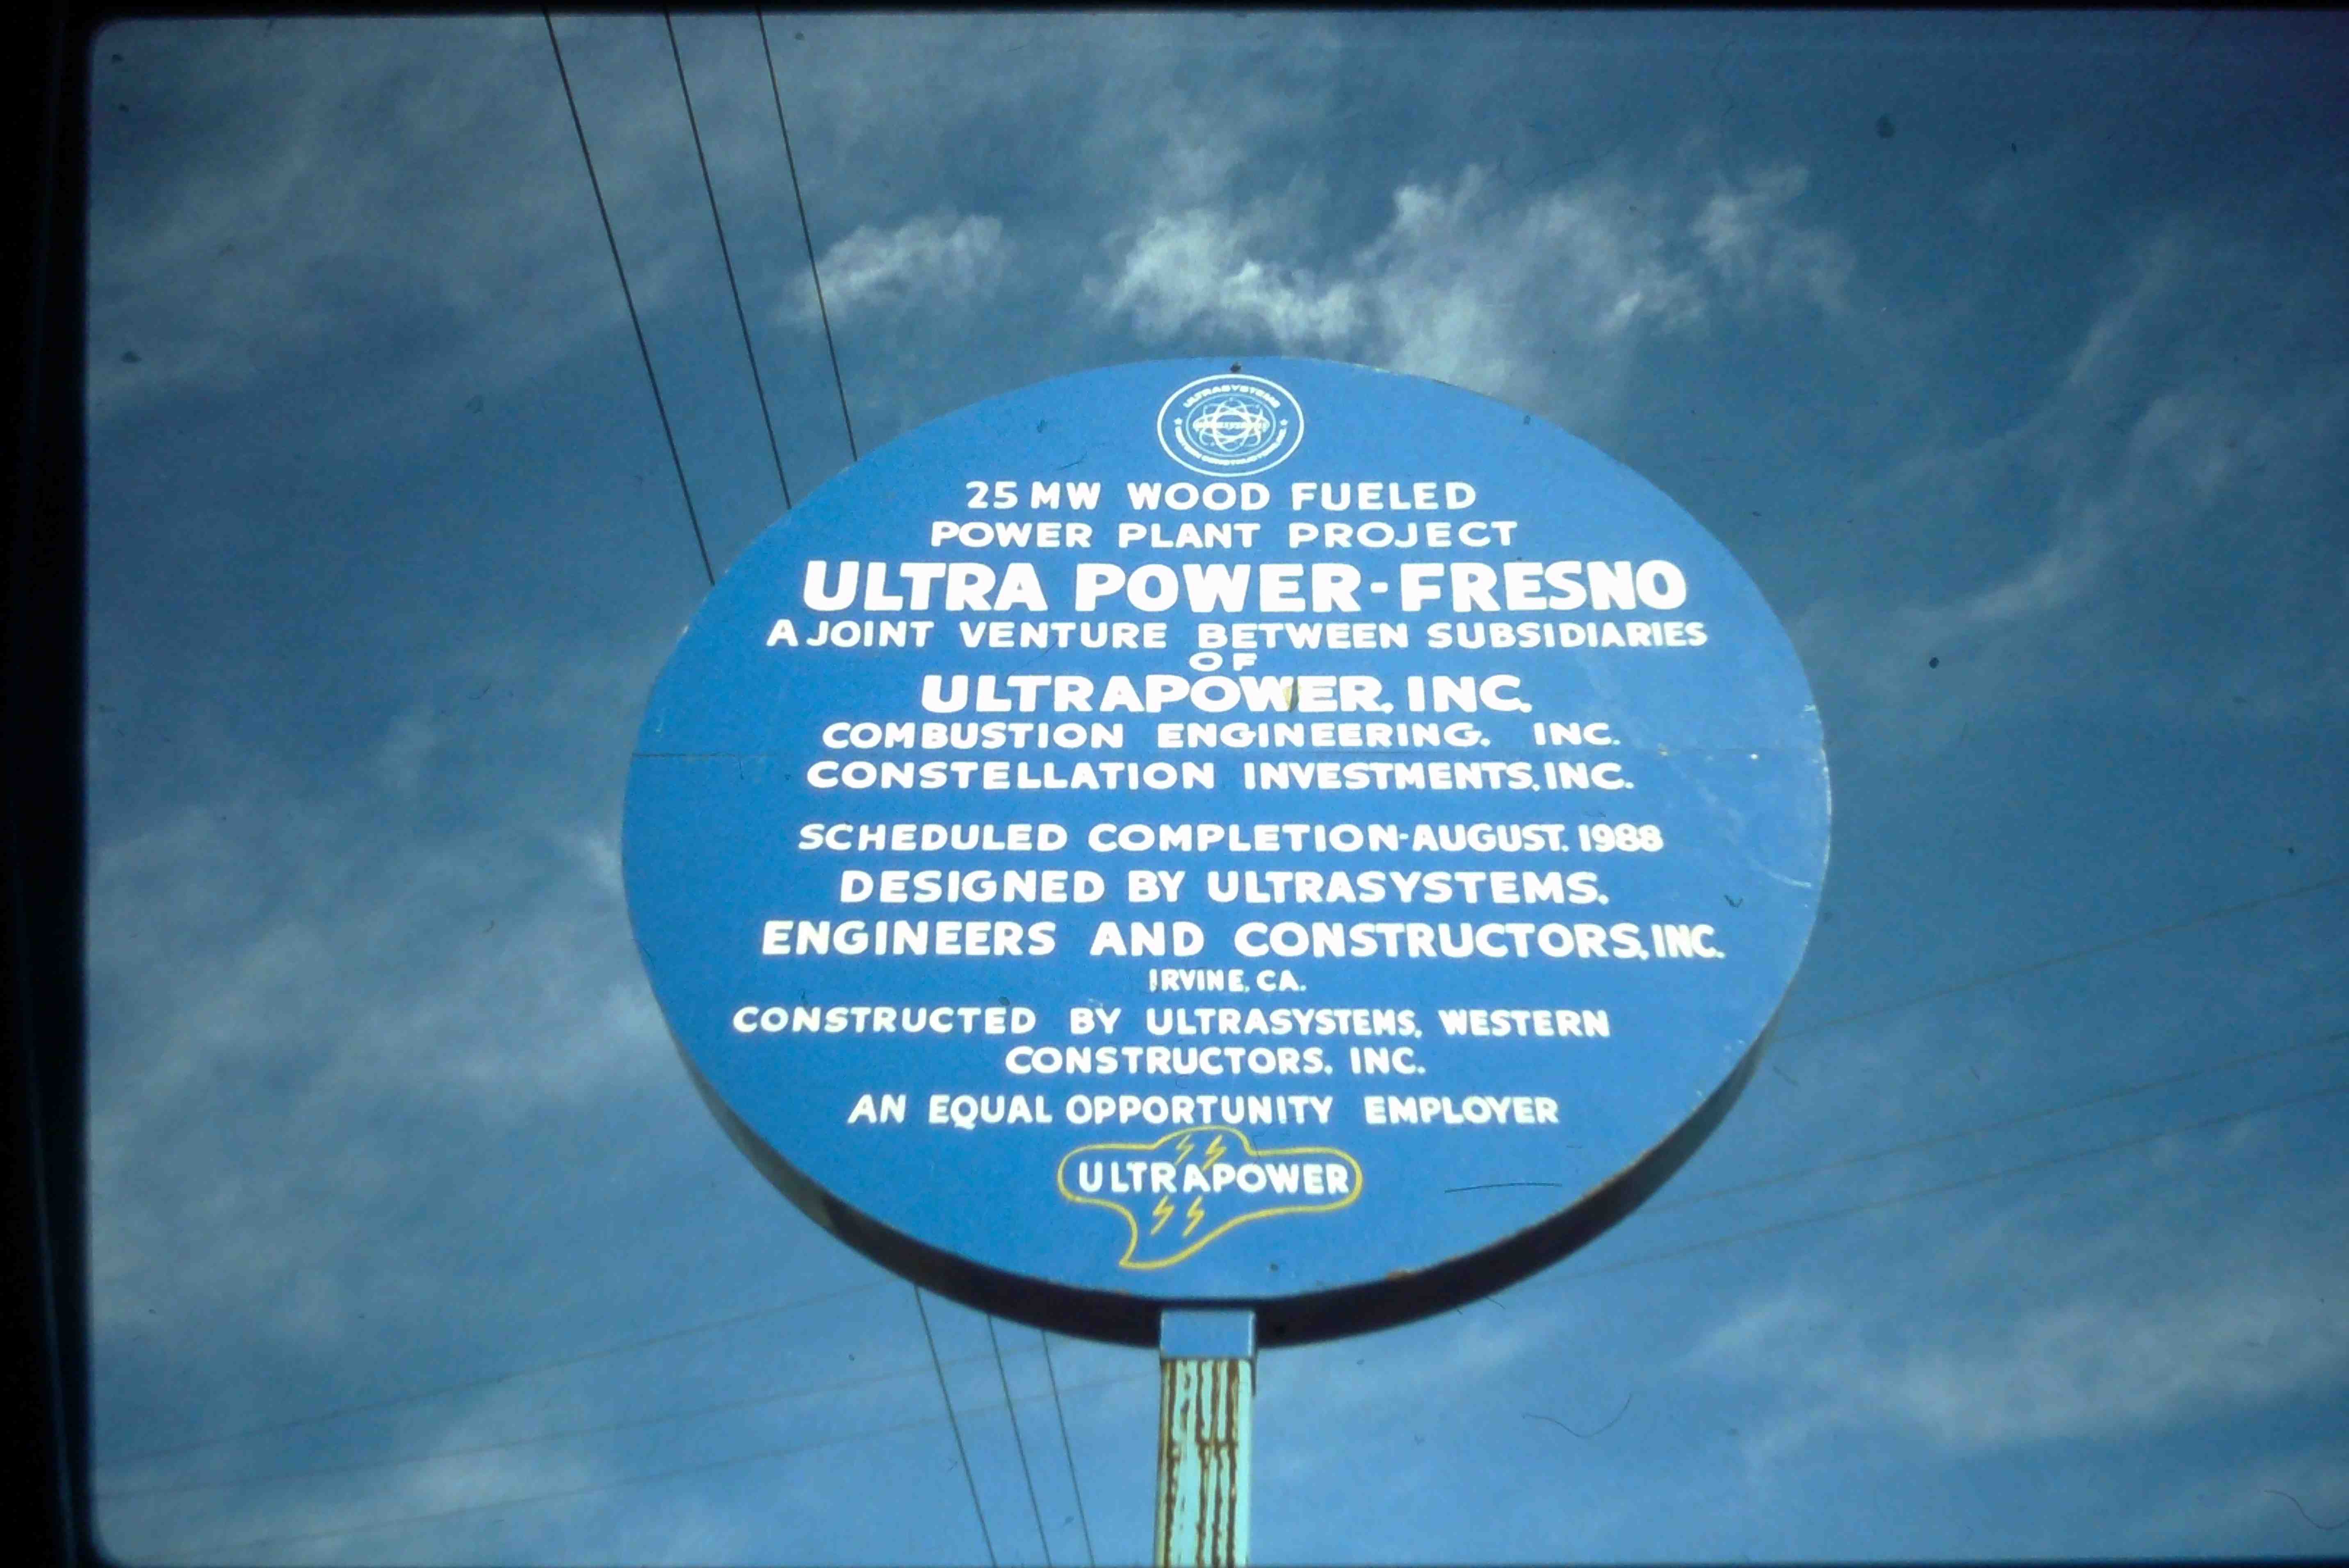 ULTRASYSTEMS
25 MW WOOD FUELED
POWER PLANT PROJECT
ULTRA POWER-FRESNO
A JOINT VENTURE BETWEEN SUBSIDIARIES
OF
ULTRAPOWER, INC.
COMBUSTION ENGINEERING, INC.
CONSTELLATION INVESTMENTS, INC.
SCHEDULED COMPLETION-AUGUST, 1988
DESIGNED BY ULTRASYSTEMS,
ENGINEERS AND CONSTRUCTORS, INC.
IRVINE, CA.
CONSTRUCTED BY ULTRASYSTEMS, WESTERN
CONSTRUCTORS, INC.
AN EQUAL OPPORTUNITY EMPLOYER
ULTRAPOWER